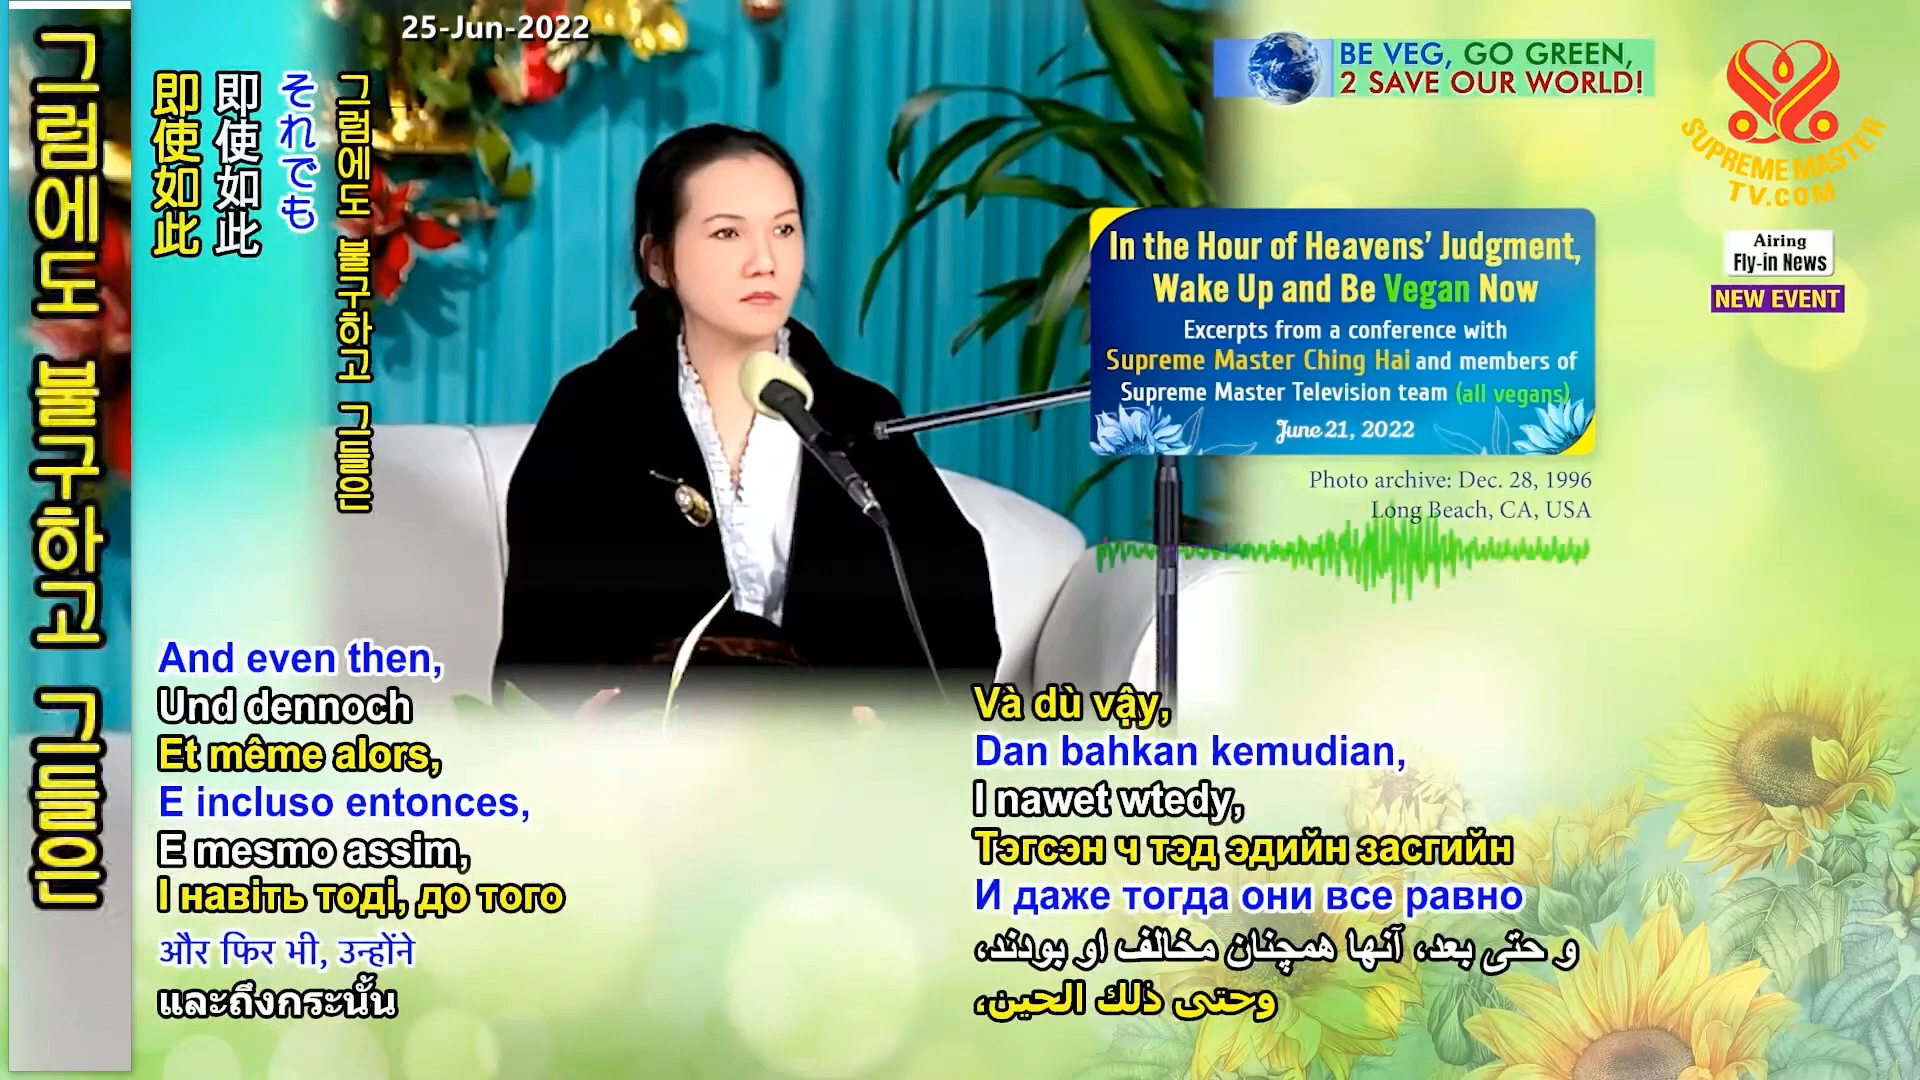 그럼에도 불구하고 그들은
即使如此
即使如此
それでも
그럼에도 불구하고 그들은
25-Jun-2022
BE VEG, GO GREEN,
2 SAVE OUR WORLD!
SUPREME MASTER
TV.COM
Airing
Fly-in News
NEW EVENT
In the Hour of Heavens’ Judgment,
Wake Up and Be Vegan Now
Excerpts from a conference with
Supreme Master Ching Hai and members of
Supreme Master Television team (all vegans)
June 21, 2022
Photo archive: Dec. 28, 1996
Long Beach, CA, USA
And even then,
Und dennoch
Et même alors,
E incluso entonces,
E mesmo assim,
І навіть тоді, до того
और फिर भी, उन्होंने
และถึงกระนั้น
Và dù vậy,
Dan bahkan kemudian,
I nawet wtedy,
Тэгсэн ч тэд эдийн засгийн
И даже тогда они все равно
و حتی بعد، آنها همچنان مخالف او بودند،
وحتى ذلك الحين،